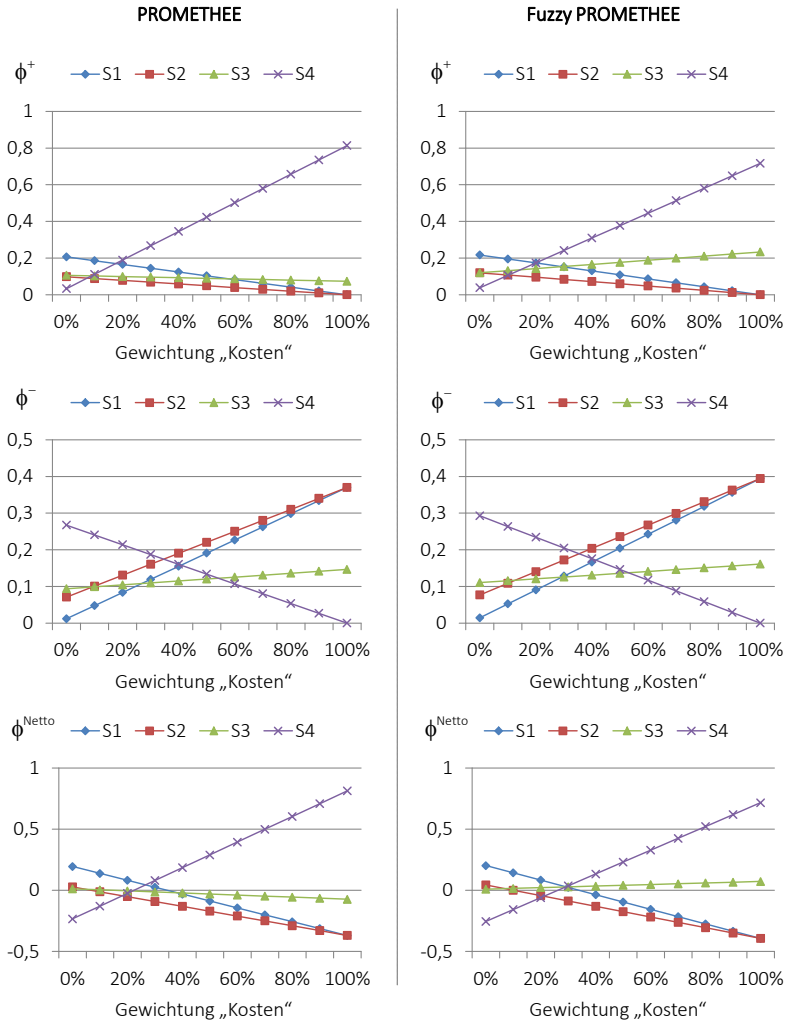 PROMETHEE
Fuzzy PROMETHEE
ϕ⁺ S1 S2 S3 S4
1
0,8
0,6
0,4
0,2
0
0% 20% 40% 60% 80% 100%
Gewichtung „Kosten“
ϕ⁺ S1 S2 S3 S4
1
0,8
0,6
0,4
0,2
0
0% 20% 40% 60% 80% 100%
Gewichtung „Kosten“
ϕ⁻ S1 S2 S3 S4
0,5
0,4
0,3
0,2
0,1
0
0% 20% 40% 60% 80% 100%
Gewichtung „Kosten“
ϕ⁻ S1 S2 S3 S4
0,5
0,4
0,3
0,2
0,1
0
0% 20% 40% 60% 80% 100%
Gewichtung „Kosten“
ϕNetto S1 S2 S3 S4
1
0,5
0
-0,5
0% 20% 40% 60% 80% 100%
Gewichtung „Kosten“
ϕNetto S1 S2 S3 S4
1
0,5
0
-0,5
0% 20% 40% 60% 80% 100%
Gewichtung „Kosten“